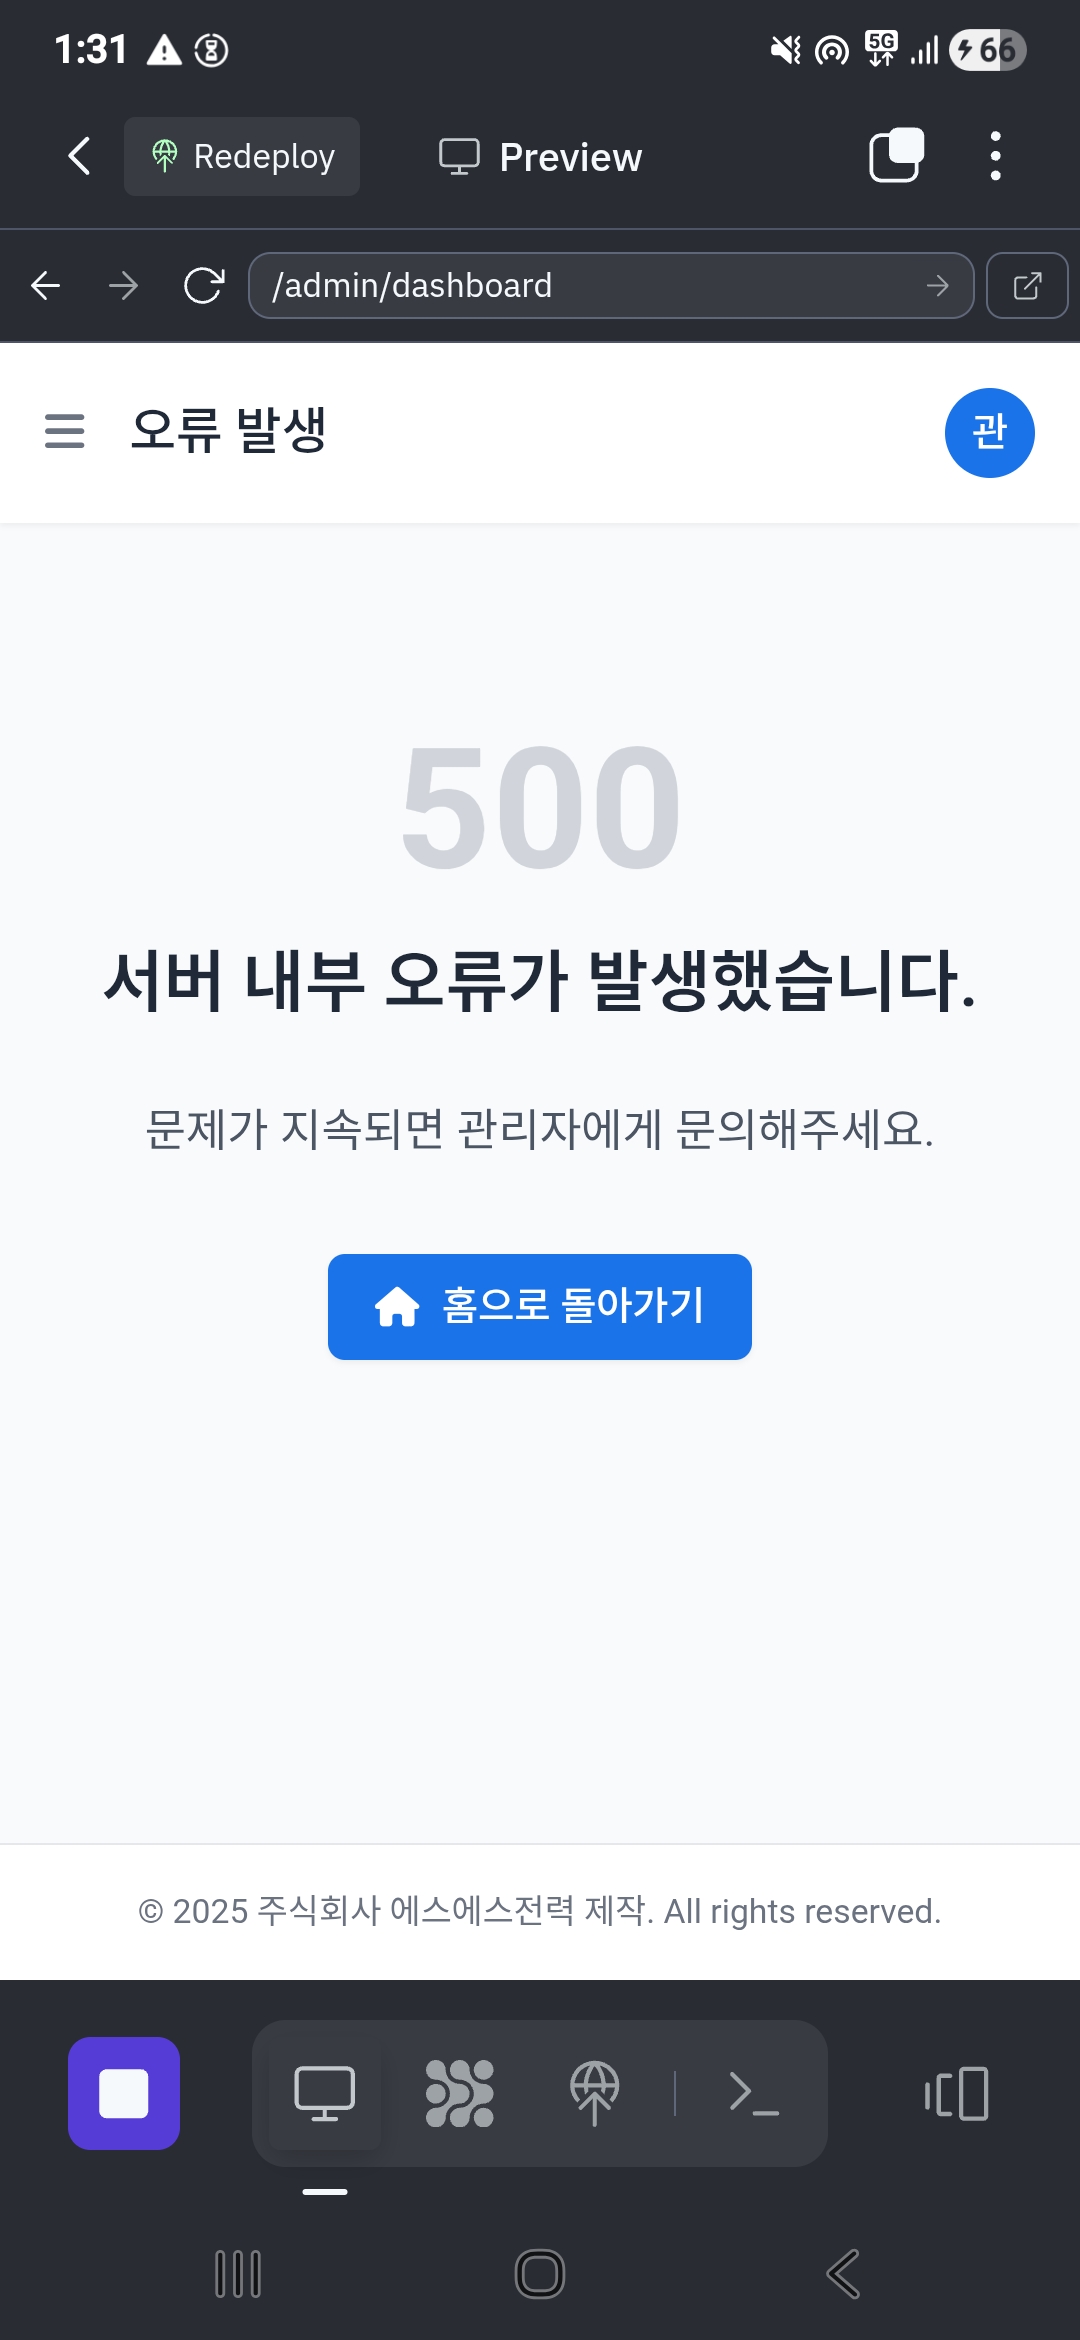 1:31
5G
66
Redeploy
Preview
/admin/dashboard
오류 발생
관
500
서버 내부 오류가 발생했습니다.
문제가 지속되면 관리자에게 문의해주세요.
홈으로 돌아가기
© 2025 주식회사 에스에스전력 제작. All rights reserved.